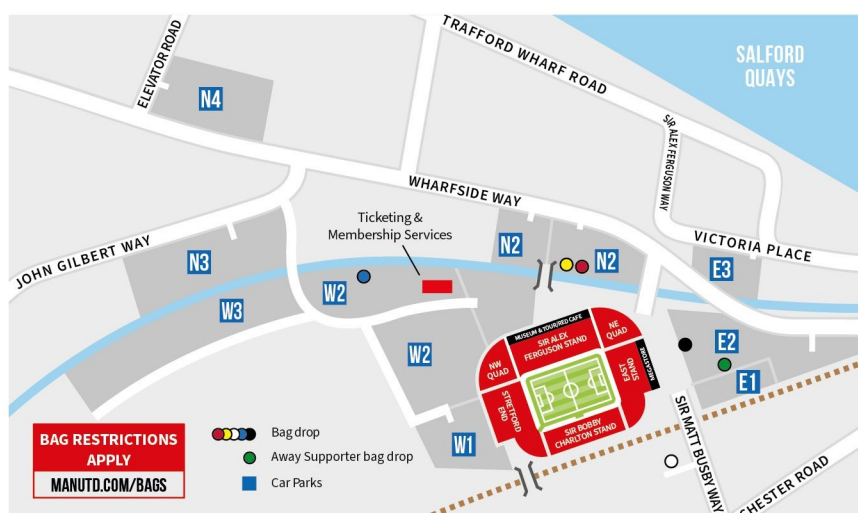 ELEVATOR ROAD
TRAFFORD WHARF ROAD
SALFORD
QUAYS
N4
SIR ALEX FERGUSON WAY
WHARFSIDE WAY
Ticketing &
Membership Services
JOHN GILBERT WAY
N3
N2
N2
VICTORIA PLACE
E3
W3
W2
W2
MUSEUM & TOUR/RED CAFE
SIR ALEX
FERGUSON STAND
NE
QUAD
NW
QUAD
EAST
STAND
MEGASTORE
STRETFORD
END
SIR BOBBY
CHARLTON STAND
E2
E1
W1
SIR MATT BUSBY WAY
CHESTER ROAD
BAG RESTRICTIONS
APPLY
MANUTD.COM/BAGS
Bag drop
Away Supporter bag drop
Car Parks